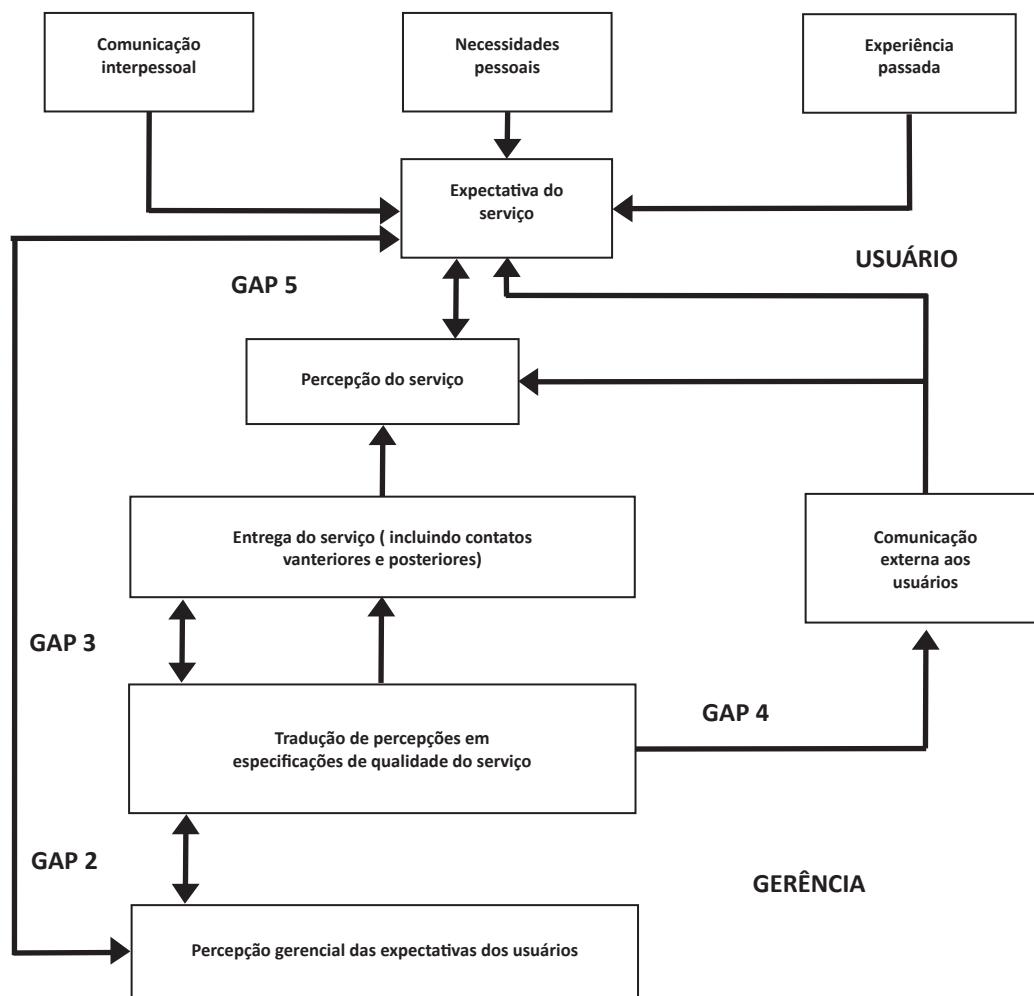 Comunicação
interpessoal
Necessidades
pessoais
Experiência
passada
Expectativa do
serviço
USUÁRIO
GAP 5
Percepção do serviço
Entrega do serviço ( incluindo contatos
vanteriores e posteriores)
Comunicação
externa aos
usuários
GAP 3
GAP 4
Tradução de percepções em
especificações de qualidade do serviço
GAP 2
GERÊNCIA
Percepção gerencial das expectativas dos usuários